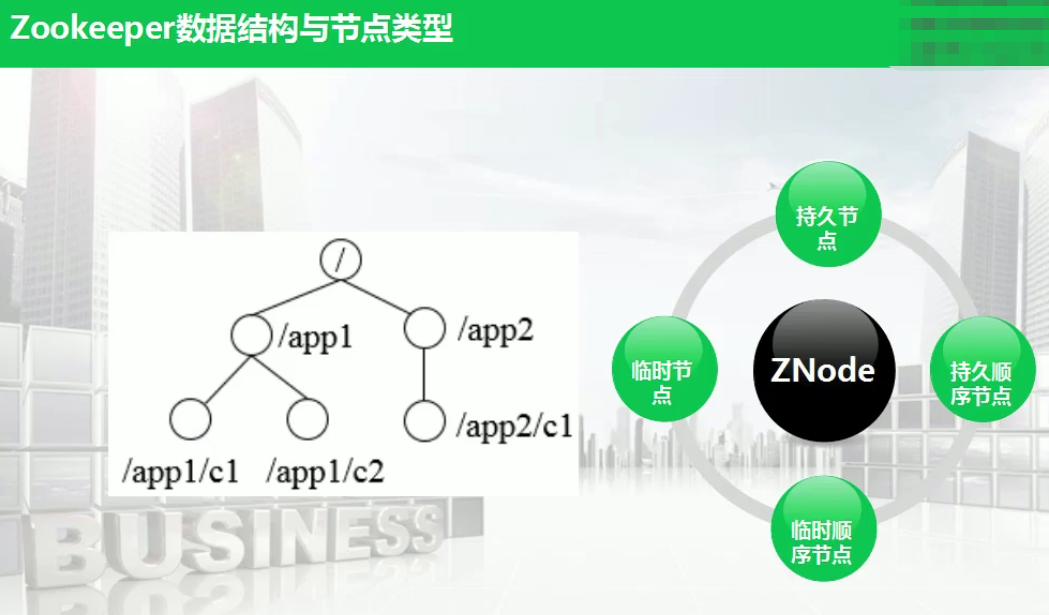 Zookeeper数据结构与节点类型
/
/app1
/app2
/app2/c1
/app1/c1
/app1/c2
持久节
点
临时节
点
ZNode
持久顺
序节点
临时顺
序节点
BUSINESS